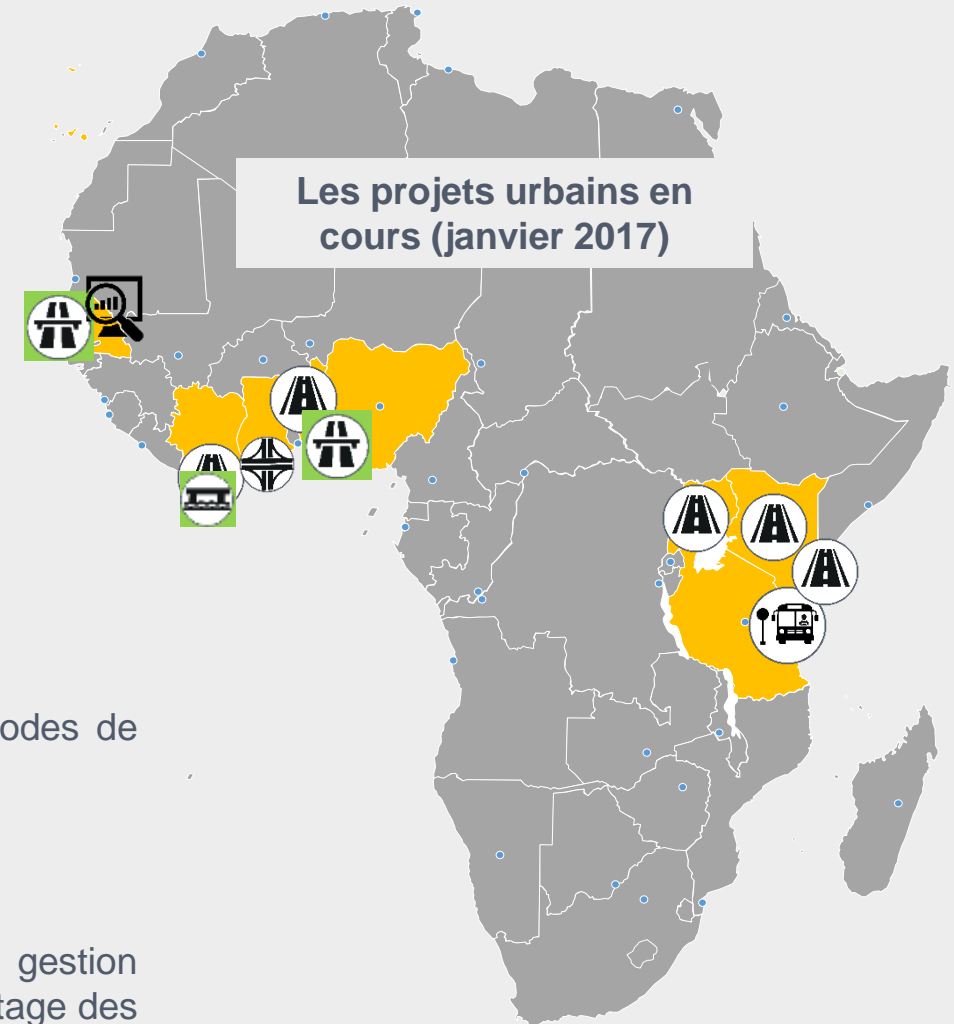 Les projets urbains en
cours (janvier 2017)
odes de
gestion
tage des